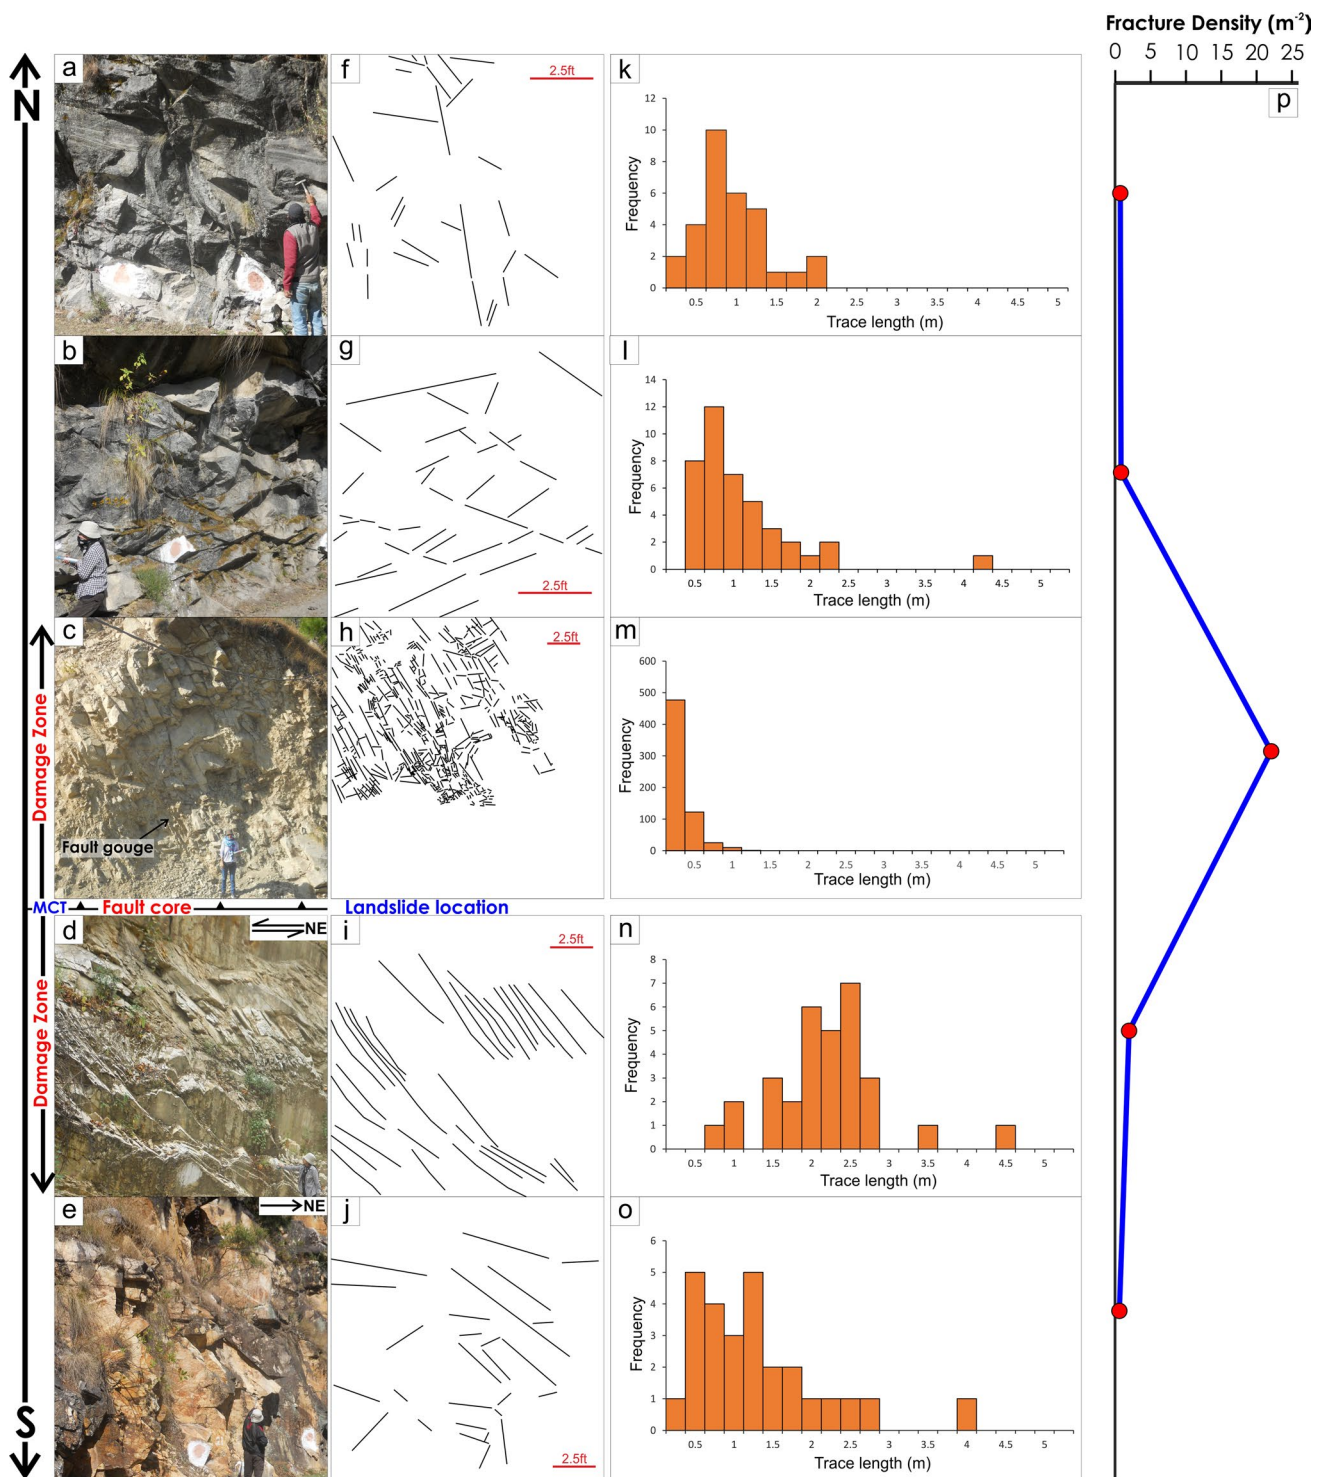 Fracture Density (m-2)
0 5 10 15 20 25
p
N
a
f
2.5ft
k
12
10
8
6
4
2
0
Frequency
0.5 1 1.5 2 2.5 3 3.5 4 4.5 5
Trace length (m)
b
g
2.5ft
l
14
12
10
8
6
4
2
0
Frequency
0.5 1 1.5 2 2.5 3 3.5 4 4.5 5
Trace length (m)
Damage Zone
c
Fault gouge
h
2.5ft
m
600
500
400
300
200
100
0
Frequency
0.5 1 1.5 2 2.5 3 3.5 4 4.5 5
Trace length (m)
MCT Fault core Landslide location
Damage Zone
d
NE
i
2.5ft
n
8
7
6
5
4
3
2
1
0
Frequency
0.5 1 1.5 2 2.5 3 3.5 4 4.5 5
Trace length (m)
e
NE
j
2.5ft
o
6
5
4
3
2
1
0
Frequency
0.5 1 1.5 2 2.5 3 3.5 4 4.5 5
Trace length (m)
S